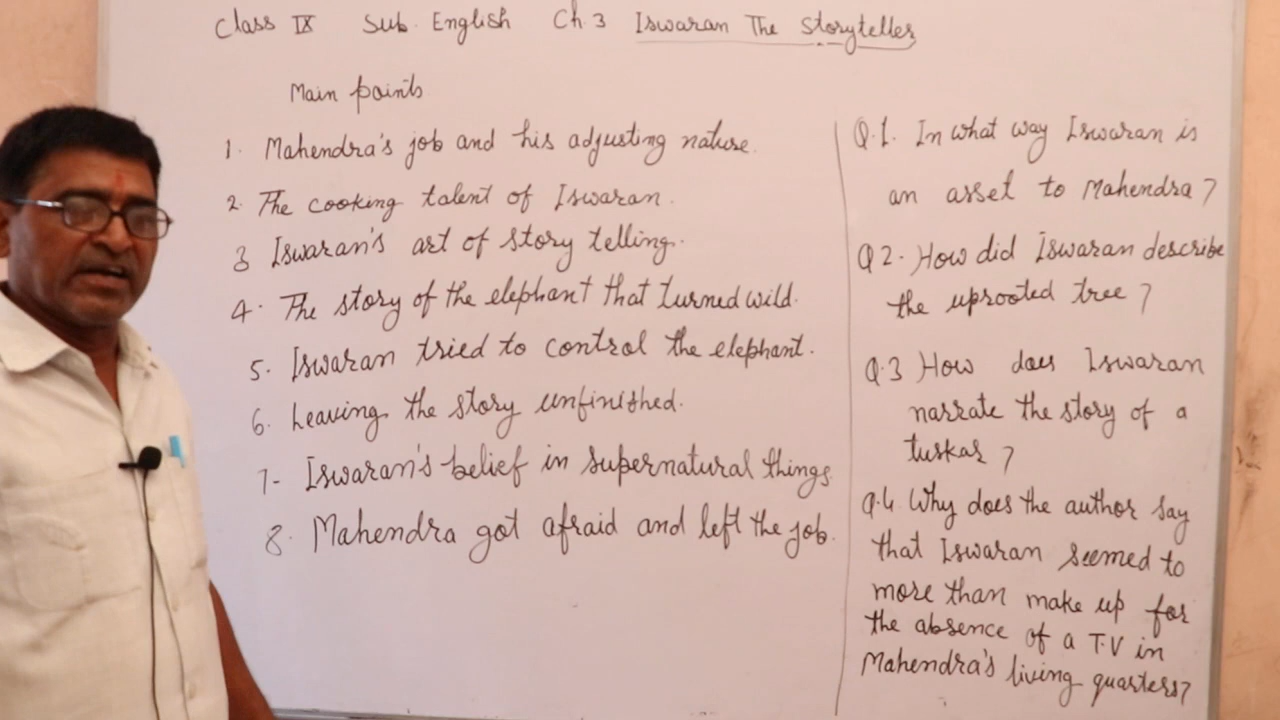 Class IX Sub. English Ch 3 Iswaran The Storyteller
Main points
1. Mahendra's job and his adjusting nature.
2. The cooking talent of Iswaran.
3 Iswaran's art of story telling.
4. The story of the elephant that turned wild.
5. Iswaran tried to control the elephant.
6. Leaving the story unfinished.
7- Iswaran's belief in supernatural things.
8. Mahendra got afraid and left the job.
Q.1. In what way Iswaran is
an asset to Mahendra?
Q 2. How did Iswaran describe
the uprooted tree?
Q.3 How does Iswaran
narrate the story of a
tuskar?
Q.4. Why does the author say
that Iswaran seemed to
more than make up for
the absence of a T.V in
Mahendra's living quarters?